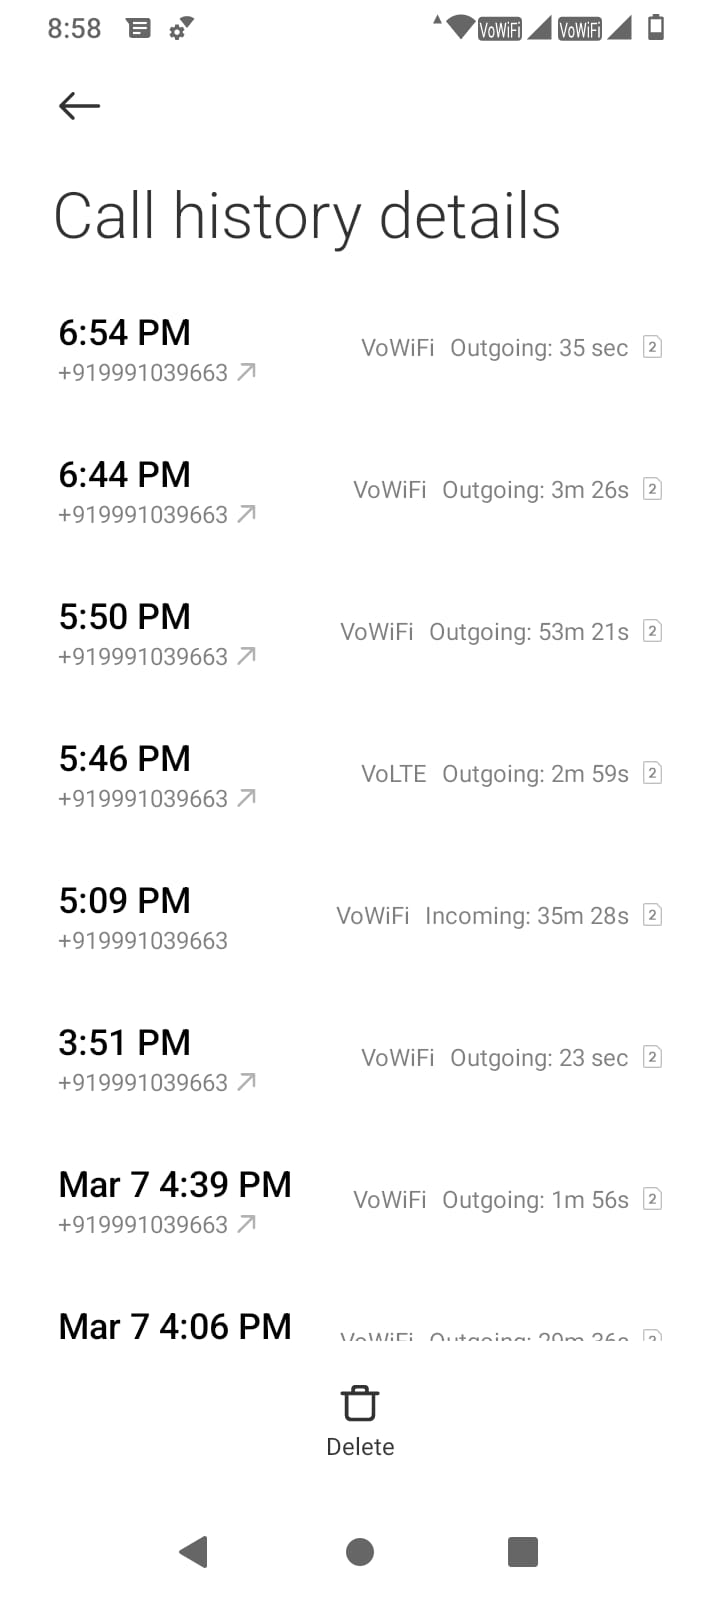 8:58 VoWiFi VoWiFi
Call history details
6:54 PM
+919991039663
VoWiFi Outgoing: 35 sec 2
6:44 PM
+919991039663
VoWiFi Outgoing: 3m 26s 2
5:50 PM
+919991039663
VoWiFi Outgoing: 53m 21s 2
5:46 PM
+919991039663
VoLTE Outgoing: 2m 59s 2
5:09 PM
+919991039663
VoWiFi Incoming: 35m 28s 2
3:51 PM
+919991039663
VoWiFi Outgoing: 23 sec 2
Mar 7 4:39 PM
+919991039663
VoWiFi Outgoing: 1m 56s 2
Mar 7 4:06 PM
VoWiFi Outgoing:
Delete